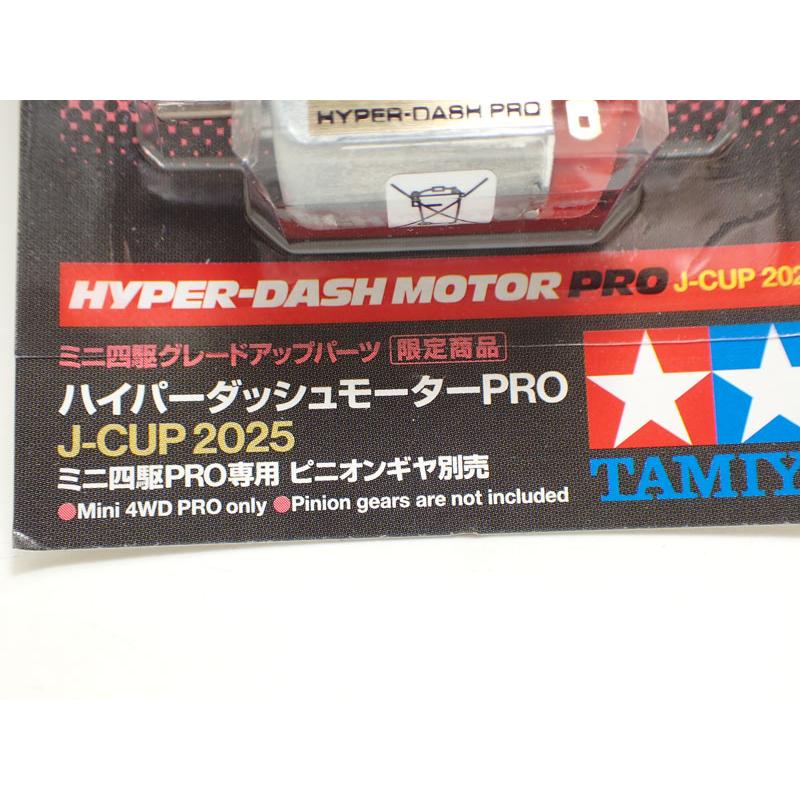 HYPER-DASH PRO
HYPER-DASH MOTOR PRO J-CUP 202
ミニ四駆グレードアップパーツ 限定商品
ハイパーダッシュモーターPRO
J-CUP 2025
ミニ四駆PRO専用 ピニオンギヤ別売
●Mini 4WD PRO only ●Pinion gears are not included
TAMIY